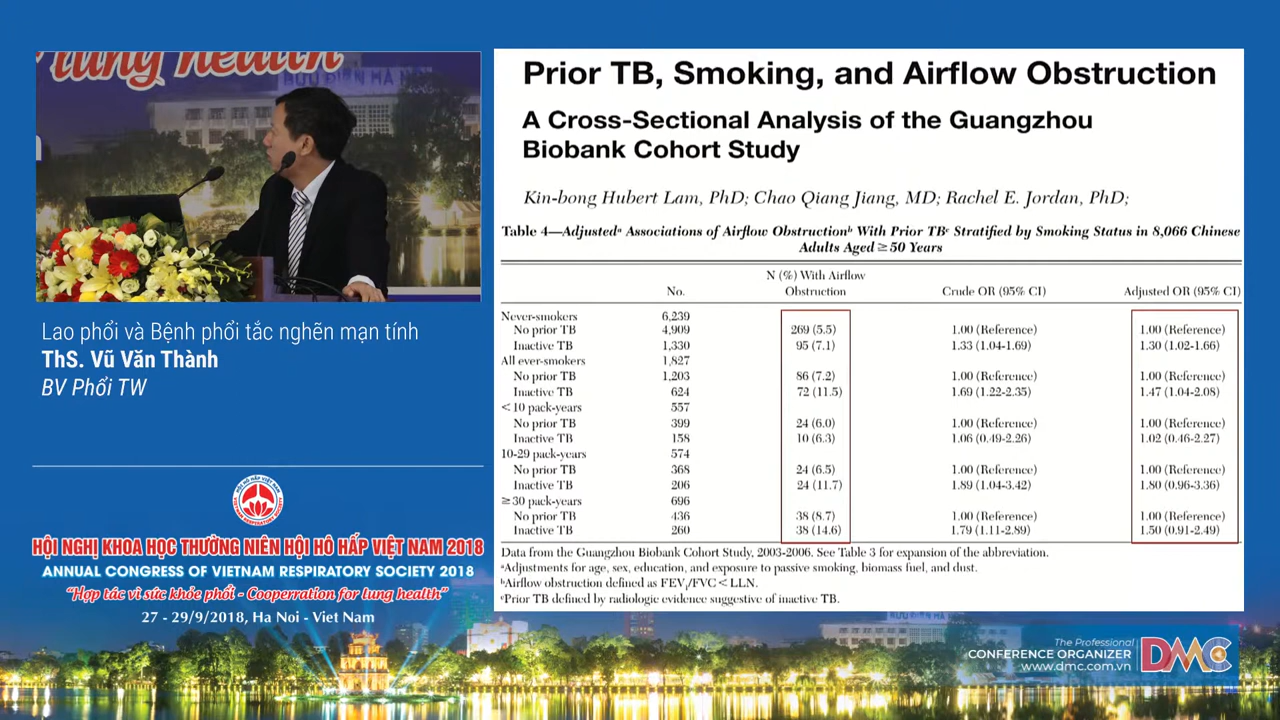 lung health
BƯU ĐIỆN HÀ NỘI
Lao phổi và Bệnh phổi tắc nghẽn mạn tính
ThS. Vũ Văn Thành
BV Phổi TW
HỘI HÔ HẤP VIỆT NAM
VIETNAM RESPIRATORY SOCIETY
HỘI NGHỊ KHOA HỌC THƯỜNG NIÊN HỘI HÔ HẤP VIỆT NAM 2018
ANNUAL CONGRESS OF VIETNAM RESPIRATORY SOCIETY 2018
“Hợp tác vì sức khỏe phổi - Cooperration for lung health”
27 - 29/9/2018, Ha Noi - Viet Nam
Prior TB, Smoking, and Airflow Obstruction
A Cross-Sectional Analysis of the Guangzhou
Biobank Cohort Study
Kin-bong Hubert Lam, PhD; Chao Qiang Jiang, MD; Rachel E. Jordan, PhD;
Table 4—Adjustedᵃ Associations of Airflow Obstructionᵇ With Prior TBᶜ Stratified by Smoking Status in 8,066 Chinese
Adults Aged ≥ 50 Years
N (%) With Airflow
No. Obstruction Crude OR (95% CI) Adjusted OR (95% CI)
Never-smokers 6,239
No prior TB 4,909 269 (5.5) 1.00 (Reference) 1.00 (Reference)
Inactive TB 1,330 95 (7.1) 1.33 (1.04-1.69) 1.30 (1.02-1.66)
All ever-smokers 1,827
No prior TB 1,203 86 (7.2) 1.00 (Reference) 1.00 (Reference)
Inactive TB 624 72 (11.5) 1.69 (1.22-2.35) 1.47 (1.04-2.08)
< 10 pack-years 557
No prior TB 399 24 (6.0) 1.00 (Reference) 1.00 (Reference)
Inactive TB 158 10 (6.3) 1.06 (0.49-2.26) 1.02 (0.46-2.27)
10-29 pack-years 574
No prior TB 368 24 (6.5) 1.00 (Reference) 1.00 (Reference)
Inactive TB 206 24 (11.7) 1.89 (1.04-3.42) 1.80 (0.96-3.36)
≥ 30 pack-years 696
No prior TB 436 38 (8.7) 1.00 (Reference) 1.00 (Reference)
Inactive TB 260 38 (14.6) 1.79 (1.11-2.89) 1.50 (0.91-2.49)
Data from the Guangzhou Biobank Cohort Study, 2003-2006. See Table 3 for expansion of the abbreviation.
ᵃAdjustments for age, sex, education, and exposure to passive smoking, biomass fuel, and dust.
ᵇAirflow obstruction defined as FEV₁/FVC < LLN.
ᶜPrior TB defined by radiologic evidence suggestive of inactive TB.
The Professional
CONFERENCE ORGANIZER
www.dmc.com.vn
DMC